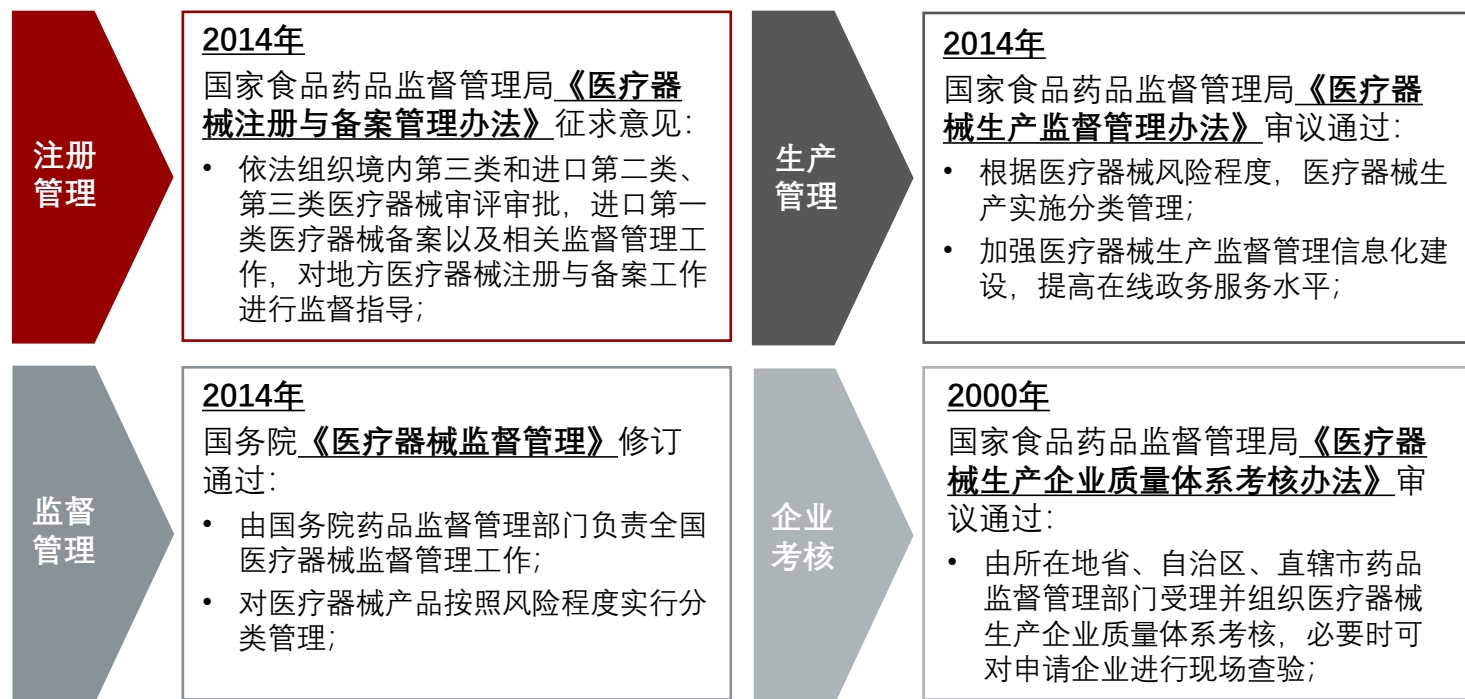 注册
管理
2014年
国家食品药品监督管理局《医疗器
械注册与备案管理办法》征求意见：
• 依法组织境内第三类和进口第二类、
第三类医疗器械审评审批，进口第一
类医疗器械备案以及相关监督管理工
作，对地方医疗器械注册与备案工作
进行监督指导；
生产
管理
2014年
国家食品药品监督管理局《医疗器
械生产监督管理办法》审议通过：
• 根据医疗器械风险程度，医疗器械生
产实施分类管理；
• 加强医疗器械生产监督管理信息化建
设，提高在线政务服务水平；
监督
管理
2014年
国务院《医疗器械监督管理》修订
通过：
• 由国务院药品监督管理部门负责全国
医疗器械监督管理工作；
• 对医疗器械产品按照风险程度实行分
类管理；
企业
考核
2000年
国家食品药品监督管理局《医疗器
械生产企业质量体系考核办法》审
议通过：
• 由所在地省、自治区、直辖市药品
监督管理部门受理并组织医疗器械
生产企业质量体系考核，必要时可
对申请企业进行现场查验；